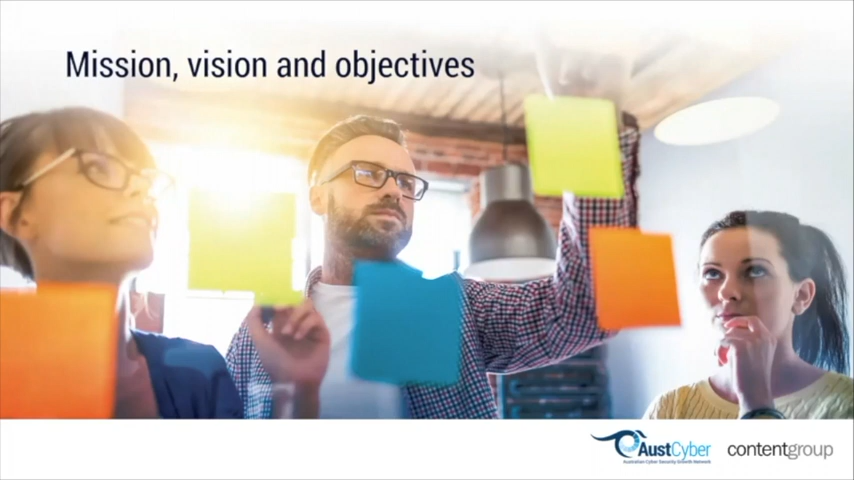 Mission, vision and objectives
AustCyber
Australian Cyber Security Growth Network
contentgroup